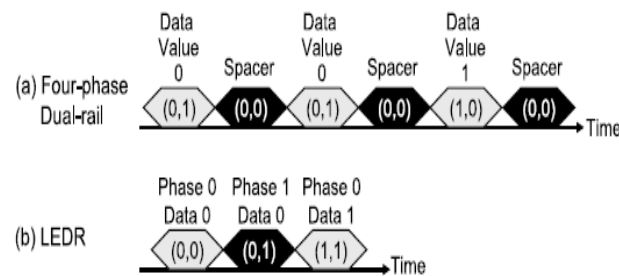 Data Value 0
Spacer
Data Value 0
Spacer
Data Value 1
Spacer
(a) Four-phase Dual-rail
(0,1) (0,0) (0,1) (0,0) (1,0) (0,0)
Time
Phase 0 Phase 1 Phase 0
Data 0 Data 0 Data 1
(b) LEDR
(0,0) (0,1) (1,1)
Time